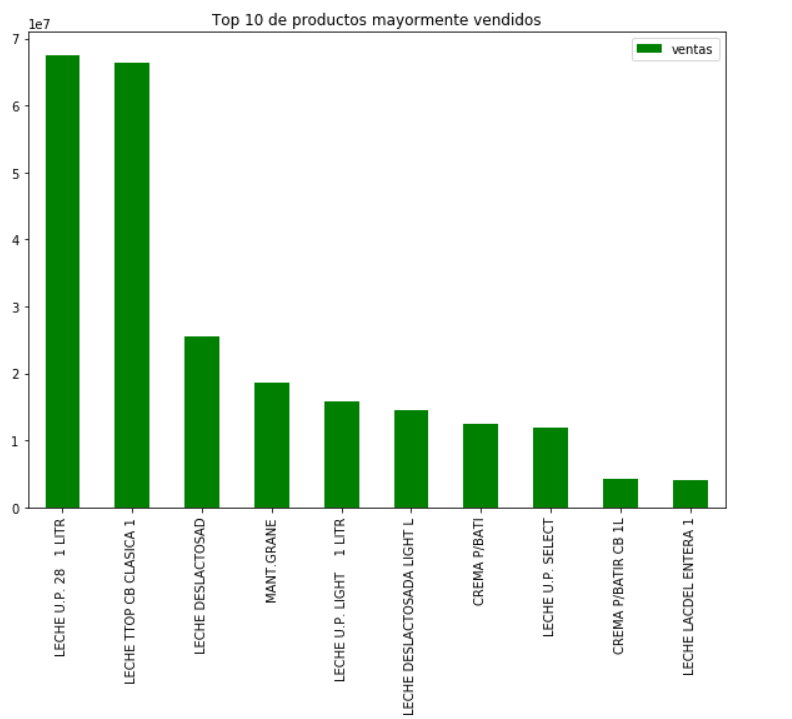 Top 10 de productos mayormente vendidos
1e7
ventas
7
6
5
4
3
2
1
0
LECHE U.P. 28    1 LITR
LECHE TTOP CB CLASICA 1
LECHE DESLACTOSAD
MANT.GRANE
LECHE U.P. LIGHT    1 LITR
LECHE DESLACTOSADA LIGHT L
CREMA P/BATI
LECHE U.P. SELECT
CREMA P/BATIR CB 1L
LECHE LACDEL ENTERA 1